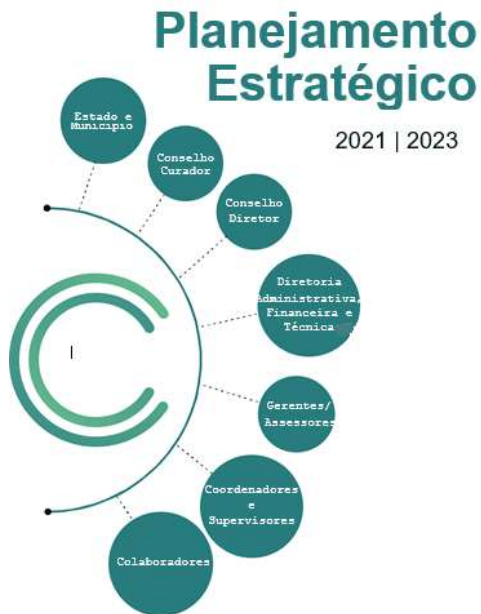 Planejamento
Estratégico
2021 | 2023
Estado e
Município
Conselho
Curador
Conselho
Diretor
Diretoria
Administrativa,
Financeira e
Técnica
Gerentes/
Assessores
Coordenadores
e
Supervisores
Colaboradores